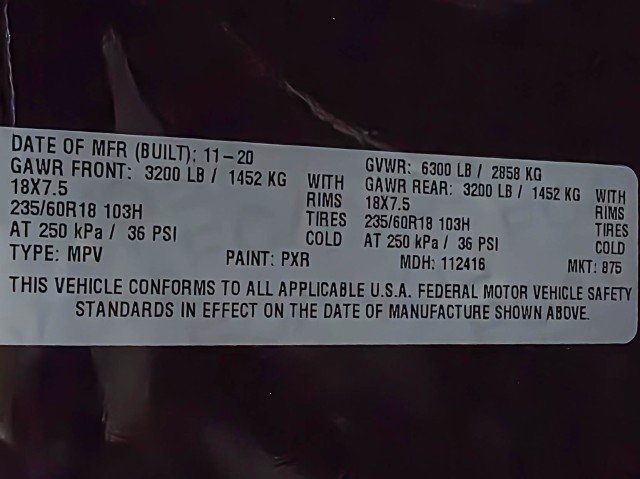 DATE OF MFR (BUILT): 11-20 GVWR: 6300 LB / 2858 KG
GAWR FRONT: 3200 LB / 1452 KG WITH GAWR REAR: 3200 LB / 1452 KG WITH
18X7.5 RIMS 18X7.5 RIMS
235/60R18 103H TIRES 235/60R18 103H TIRES
AT 250 kPa / 36 PSI COLD AT 250 kPa / 36 PSI COLD
TYPE: MPV PAINT: PXR MDH: 112416 MKT: 875
THIS VEHICLE CONFORMS TO ALL APPLICABLE U.S.A. FEDERAL MOTOR VEHICLE SAFETY
STANDARDS IN EFFECT ON THE DATE OF MANUFACTURE SHOWN ABOVE.